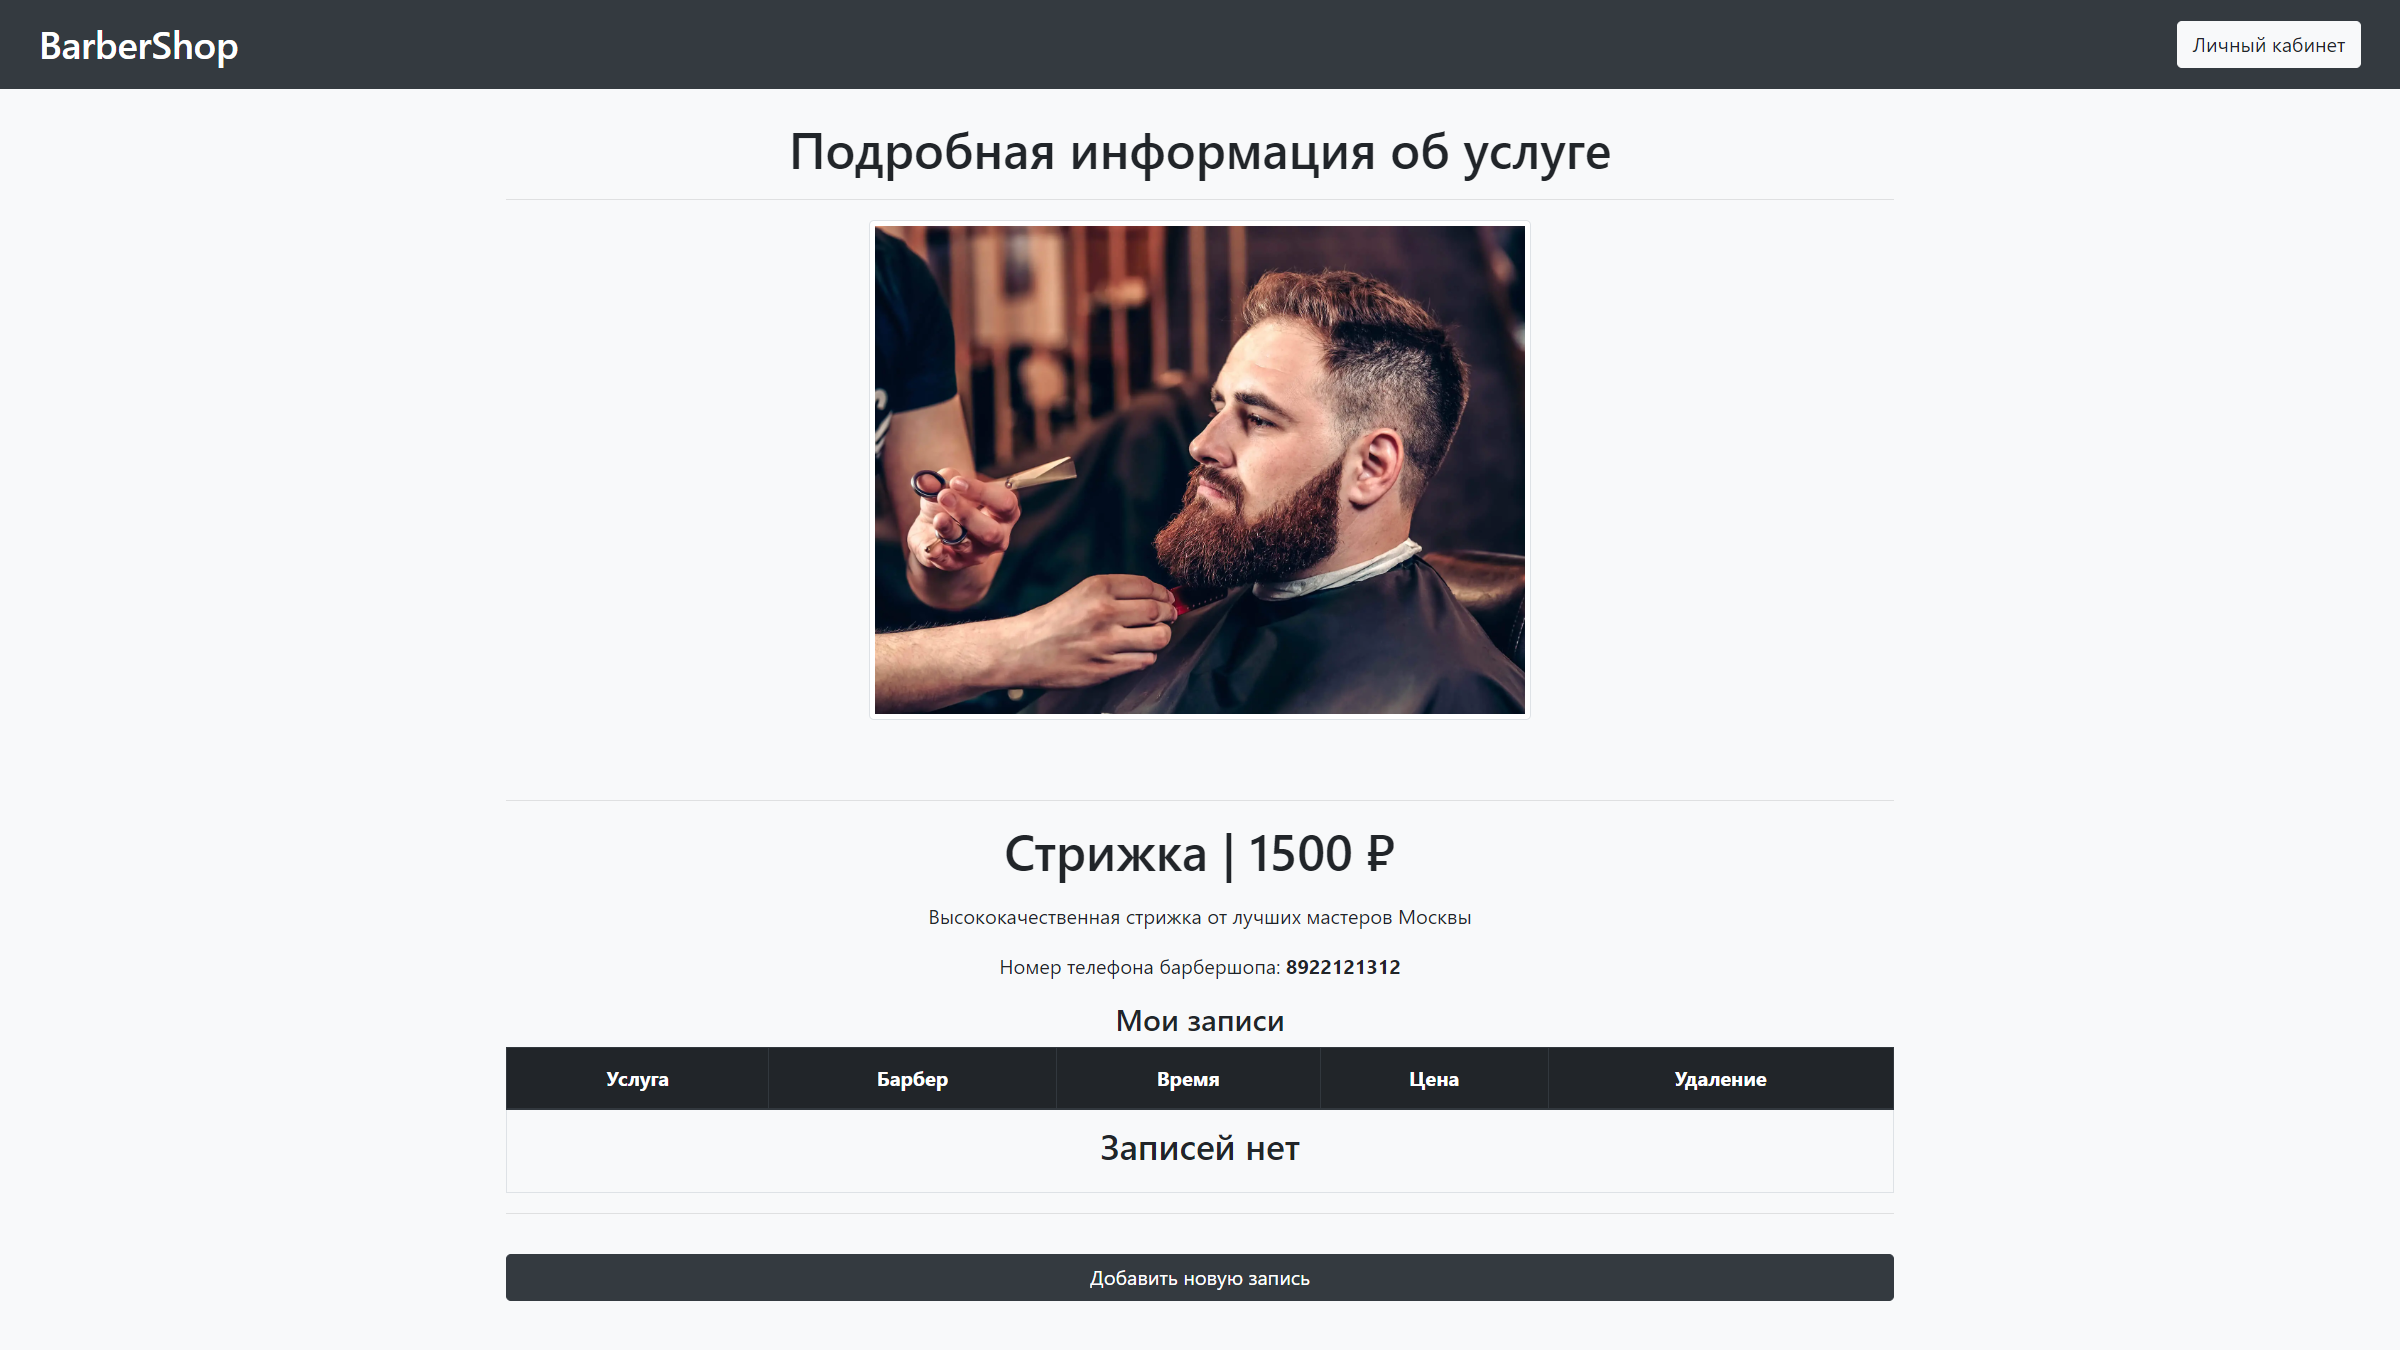 BarberShop
Личный кабинет
Подробная информация об услуге
Стрижка | 1500 ₽
Высококачественная стрижка от лучших мастеров Москвы
Номер телефона барбершопа: 8922121312
Мои записи
Услуга Барбер Время Цена Удаление
Записей нет
Добавить новую запись